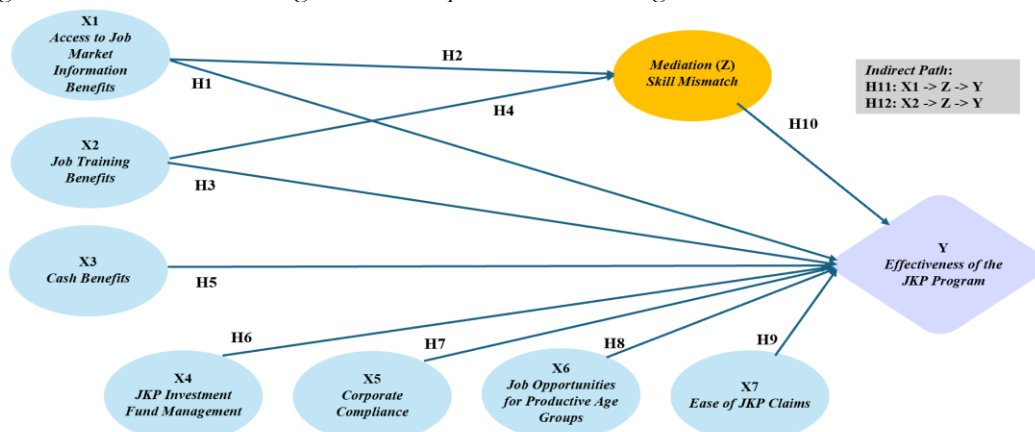 X1
Access to Job
Market
Information
Benefits
H2
H1
Mediation (Z)
Skill Mismatch
Indirect Path:
H11: X1 -> Z -> Y
H12: X2 -> Z -> Y
H4
H10
X2
Job Training
Benefits
H3
Y
Effectiveness of the
JKP Program
X3
Cash Benefits
H5
H6
H7
H8
H9
X4
JKP Investment
Fund Management
X5
Corporate
Compliance
X6
Job Opportunities
for Productive Age
Groups
X7
Ease of JKP Claims